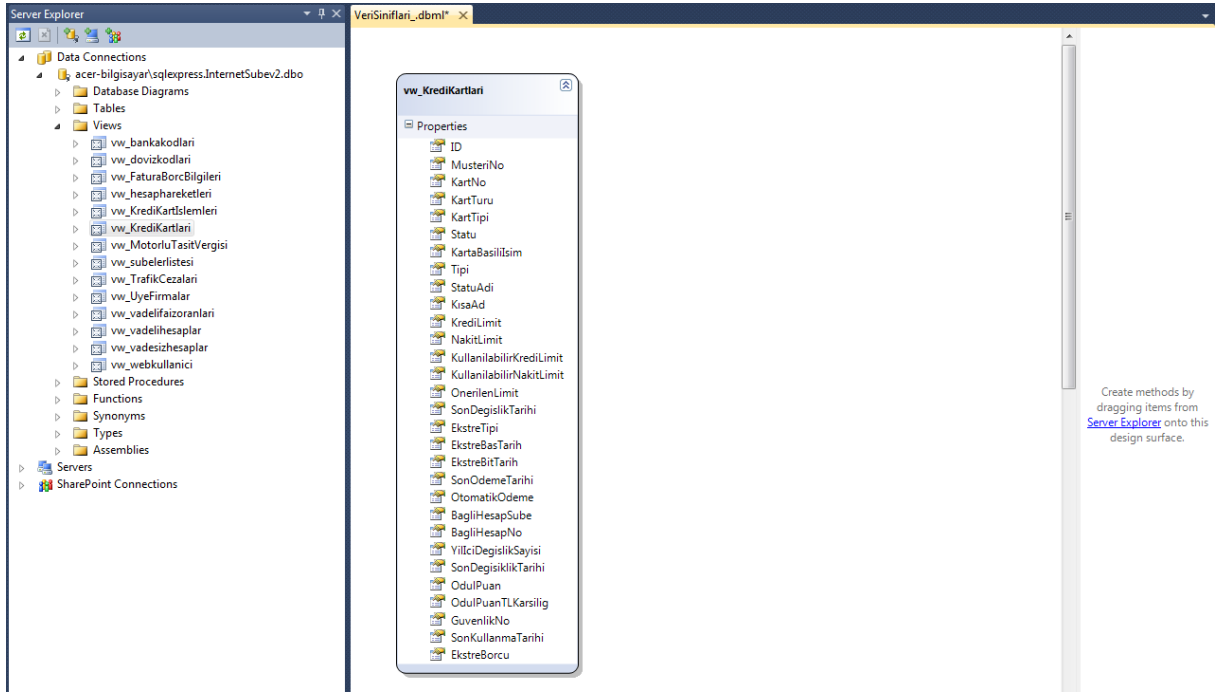 Server Explorer
Data Connections
acer-bilgisayar\sqlexpress.InternetSubev2.dbo
Database Diagrams
Tables
Views
vw_bankakodlari
vw_dovizkodlari
vw_FaturaBorcBilgileri
vw_hesaphareketleri
vw_KrediKartIslemleri
vw_KrediKartlari
vw_MotorluTasitVergisi
vw_subelerlistesi
vw_TrafikCezalari
vw_UyeFirmalar
vw_vadelifaizoranlari
vw_vadelihesaplar
vw_vadesizhesaplar
vw_webkullanici
Stored Procedures
Functions
Synonyms
Types
Assemblies
Servers
SharePoint Connections
VeriSiniflari_.dbml*
vw_KrediKartlari
Properties
ID
MusteriNo
KartNo
KartTuru
KartTipi
Statu
KartaBasiliIsim
Tipi
StatuAdi
KısaAd
KrediLimit
NakitLimit
KullanilabilirKrediLimit
KullanilabilirNakitLimit
OnerilenLimit
SonDegislikTarihi
EkstreTipi
EkstreBasTarih
EkstreBitTarih
SonOdemeTarihi
OtomatikOdeme
BagliHesapSube
BagliHesapNo
YilIciDegislikSayisi
SonDegisiklikTarihi
OdulPuan
OdulPuanTLKarsilig
GuvenlikNo
SonKullanmaTarihi
EkstreBorcu
Create methods by
dragging items from
Server Explorer onto this
design surface.